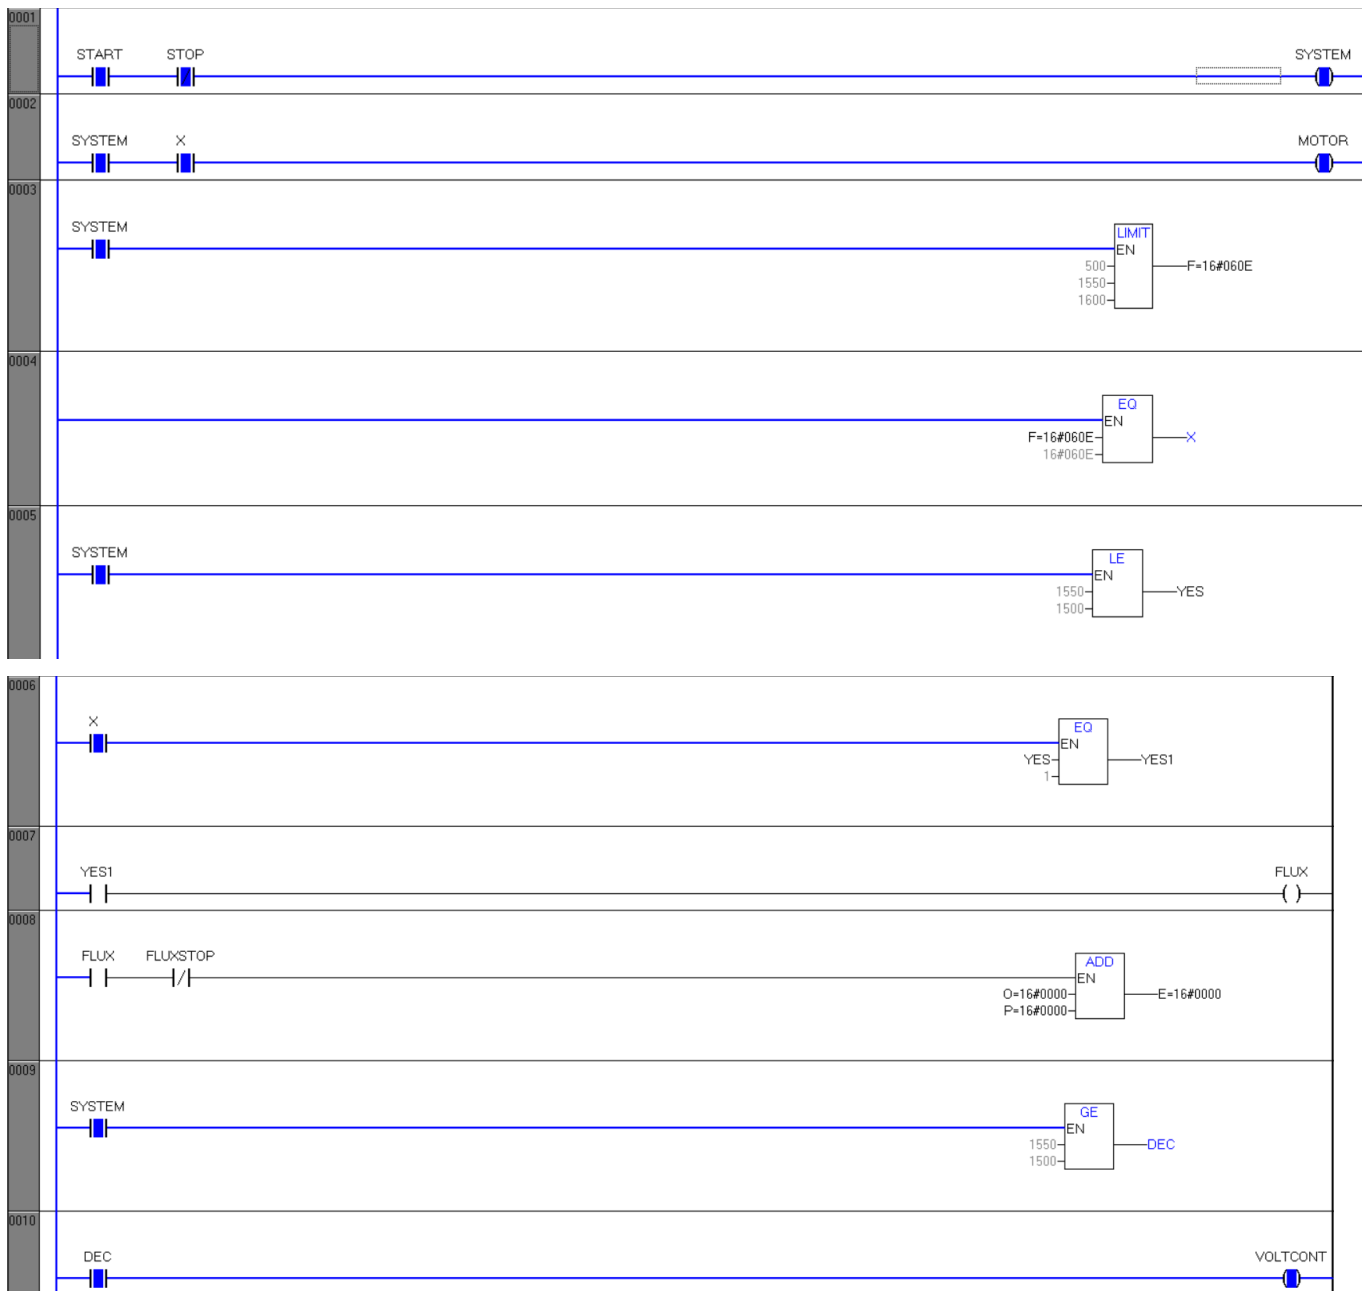 0001
START STOP SYSTEM
0002
SYSTEM X MOTOR
0003
SYSTEM
LIMIT
EN
500 F=16#060E
1550
1600
0004
EQ
EN
F=16#060E X
16#060E
0005
SYSTEM
LE
EN
1550 YES
1500
0006
X
EQ
EN
YES YES1
1
0007
YES1 FLUX
0008
FLUX FLUXSTOP
ADD
EN
O=16#0000 E=16#0000
P=16#0000
0009
SYSTEM
GE
EN
1550 DEC
1500
0010
DEC VOLTCONT